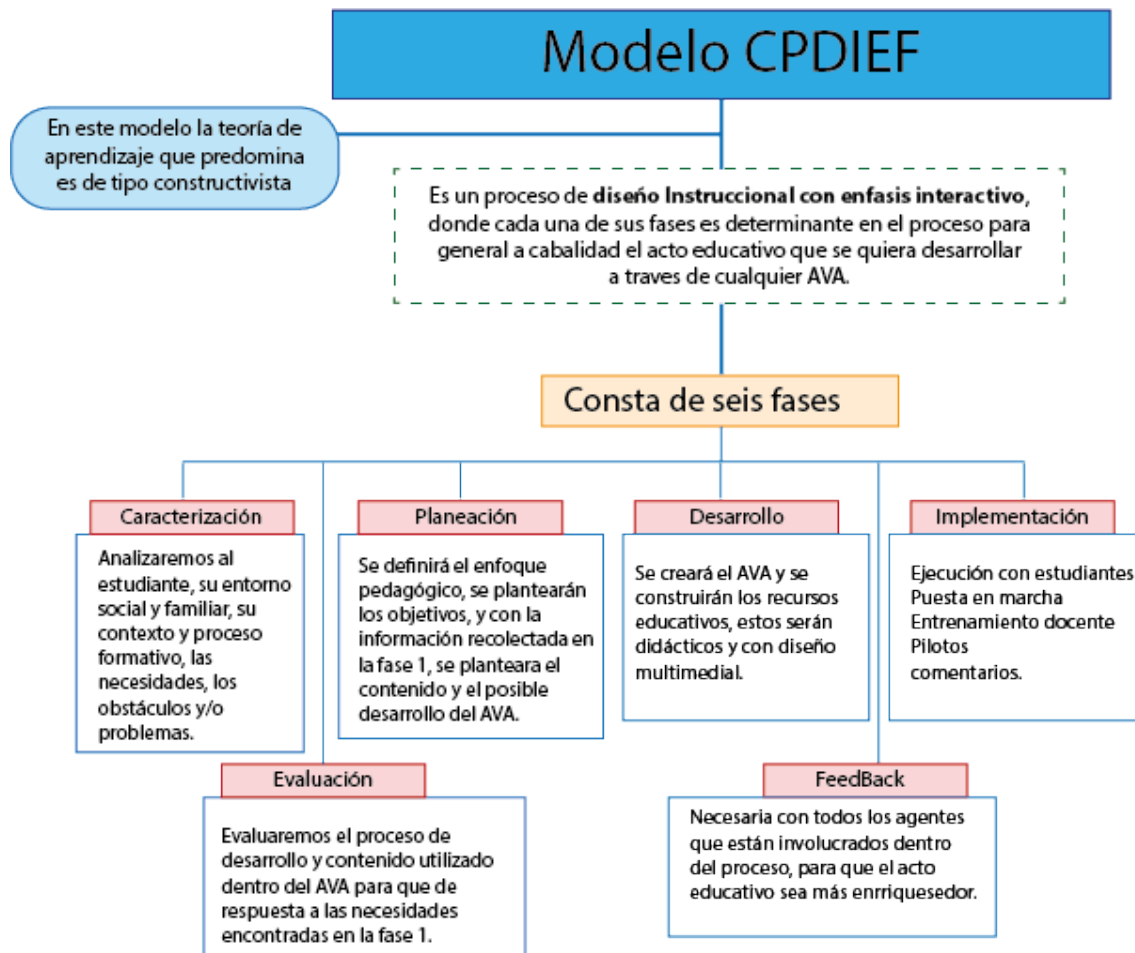 Modelo CPDIEF
En este modelo la teoría de
aprendizaje que predomina
es de tipo constructivista
Es un proceso de diseño Instruccional con enfasis interactivo,
donde cada una de sus fases es determinante en el proceso para
general a cabalidad el acto educativo que se quiera desarrollar
a traves de cualquier AVA.
Consta de seis fases
Caracterización
Analizaremos al
estudiante, su entorno
social y familiar, su
contexto y proceso
formativo, las
necesidades, los
obstáculos y/o
problemas.
Planeación
Se definirá el enfoque
pedagógico, se plantearán
los objetivos, y con la
información recolectada en
la fase 1, se planteara el
contenido y el posible
desarrollo del AVA.
Desarrollo
Se creará el AVA y se
construirán los recursos
educativos, estos serán
didácticos y con diseño
multimedial.
Implementación
Ejecución con estudiantes
Puesta en marcha
Entrenamiento docente
Pilotos
comentarios.
Evaluación
Evaluaremos el proceso de
desarrollo y contenido utilizado
dentro del AVA para que de
respuesta a las necesidades
encontradas en la fase 1.
FeedBack
Necesaria con todos los agentes
que están involucrados dentro
del proceso, para que el acto
educativo sea más enrriquesedor.